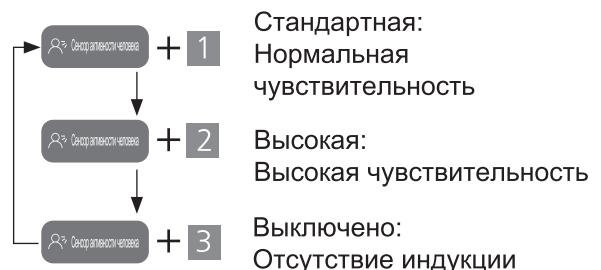 Сенсор активности человека + 1
Стандартная:
Нормальная
чувствительность
Сенсор активности человека + 2
Высокая:
Высокая чувствительность
Сенсор активности человека + 3
Выключено:
Отсутствие индукции